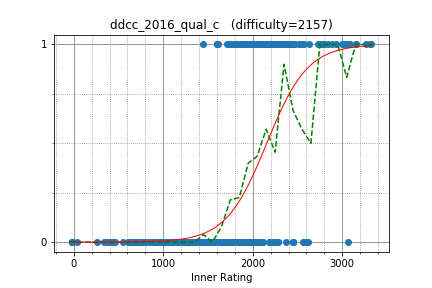 ddcc_2016_qual_c (difficulty=2157)
1
0
0 1000 2000 3000
Inner Rating